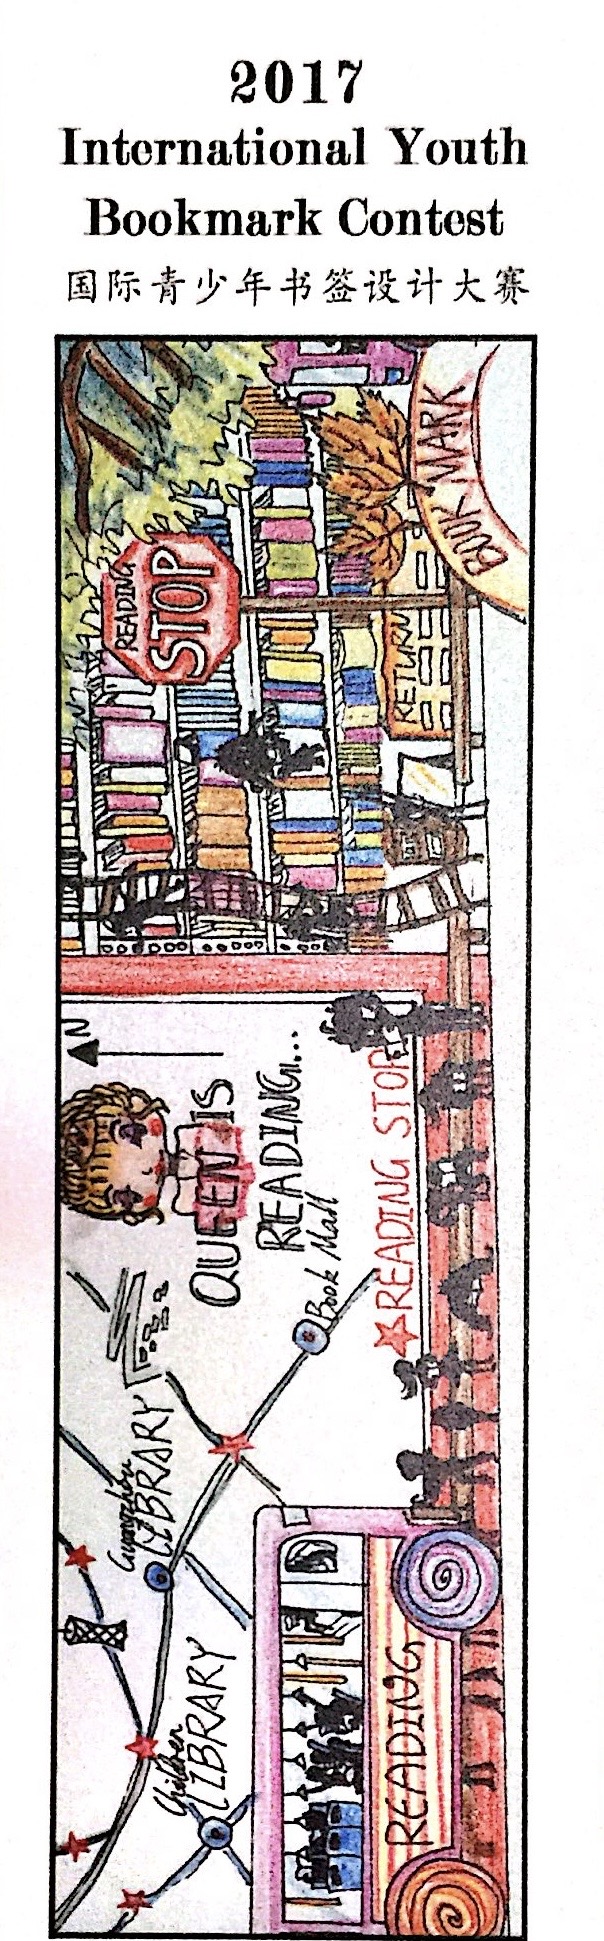 2017
International Youth
Bookmark Contest
国际青少年书签设计大赛
BOOK MARK
READING
STOP
RETURN
N
QUEEN IS
READING...
★READING STOP
Book Mall
Guangzhou
LIBRARY
Children
LIBRARY
READING